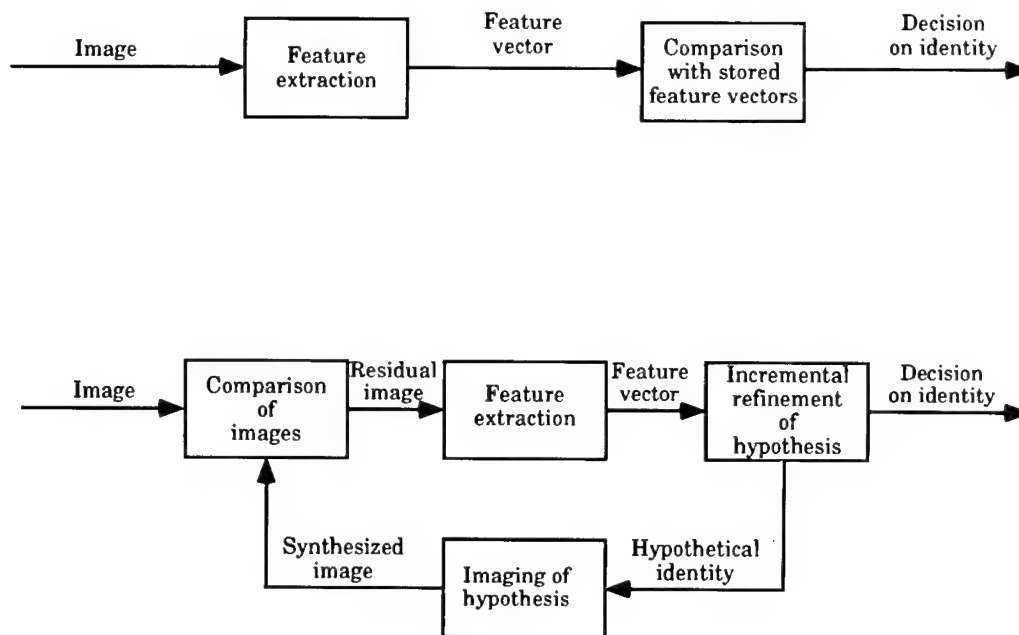 Image
Feature
extraction
Feature
vector
Comparison
with stored
feature vectors
Decision
on identity
Image
Comparison
of
images
Residual
image
Feature
extraction
Feature
vector
Incremental
refinement
of
hypothesis
Decision
on identity
Synthesized
image
Imaging of
hypothesis
Hypothetical
identity